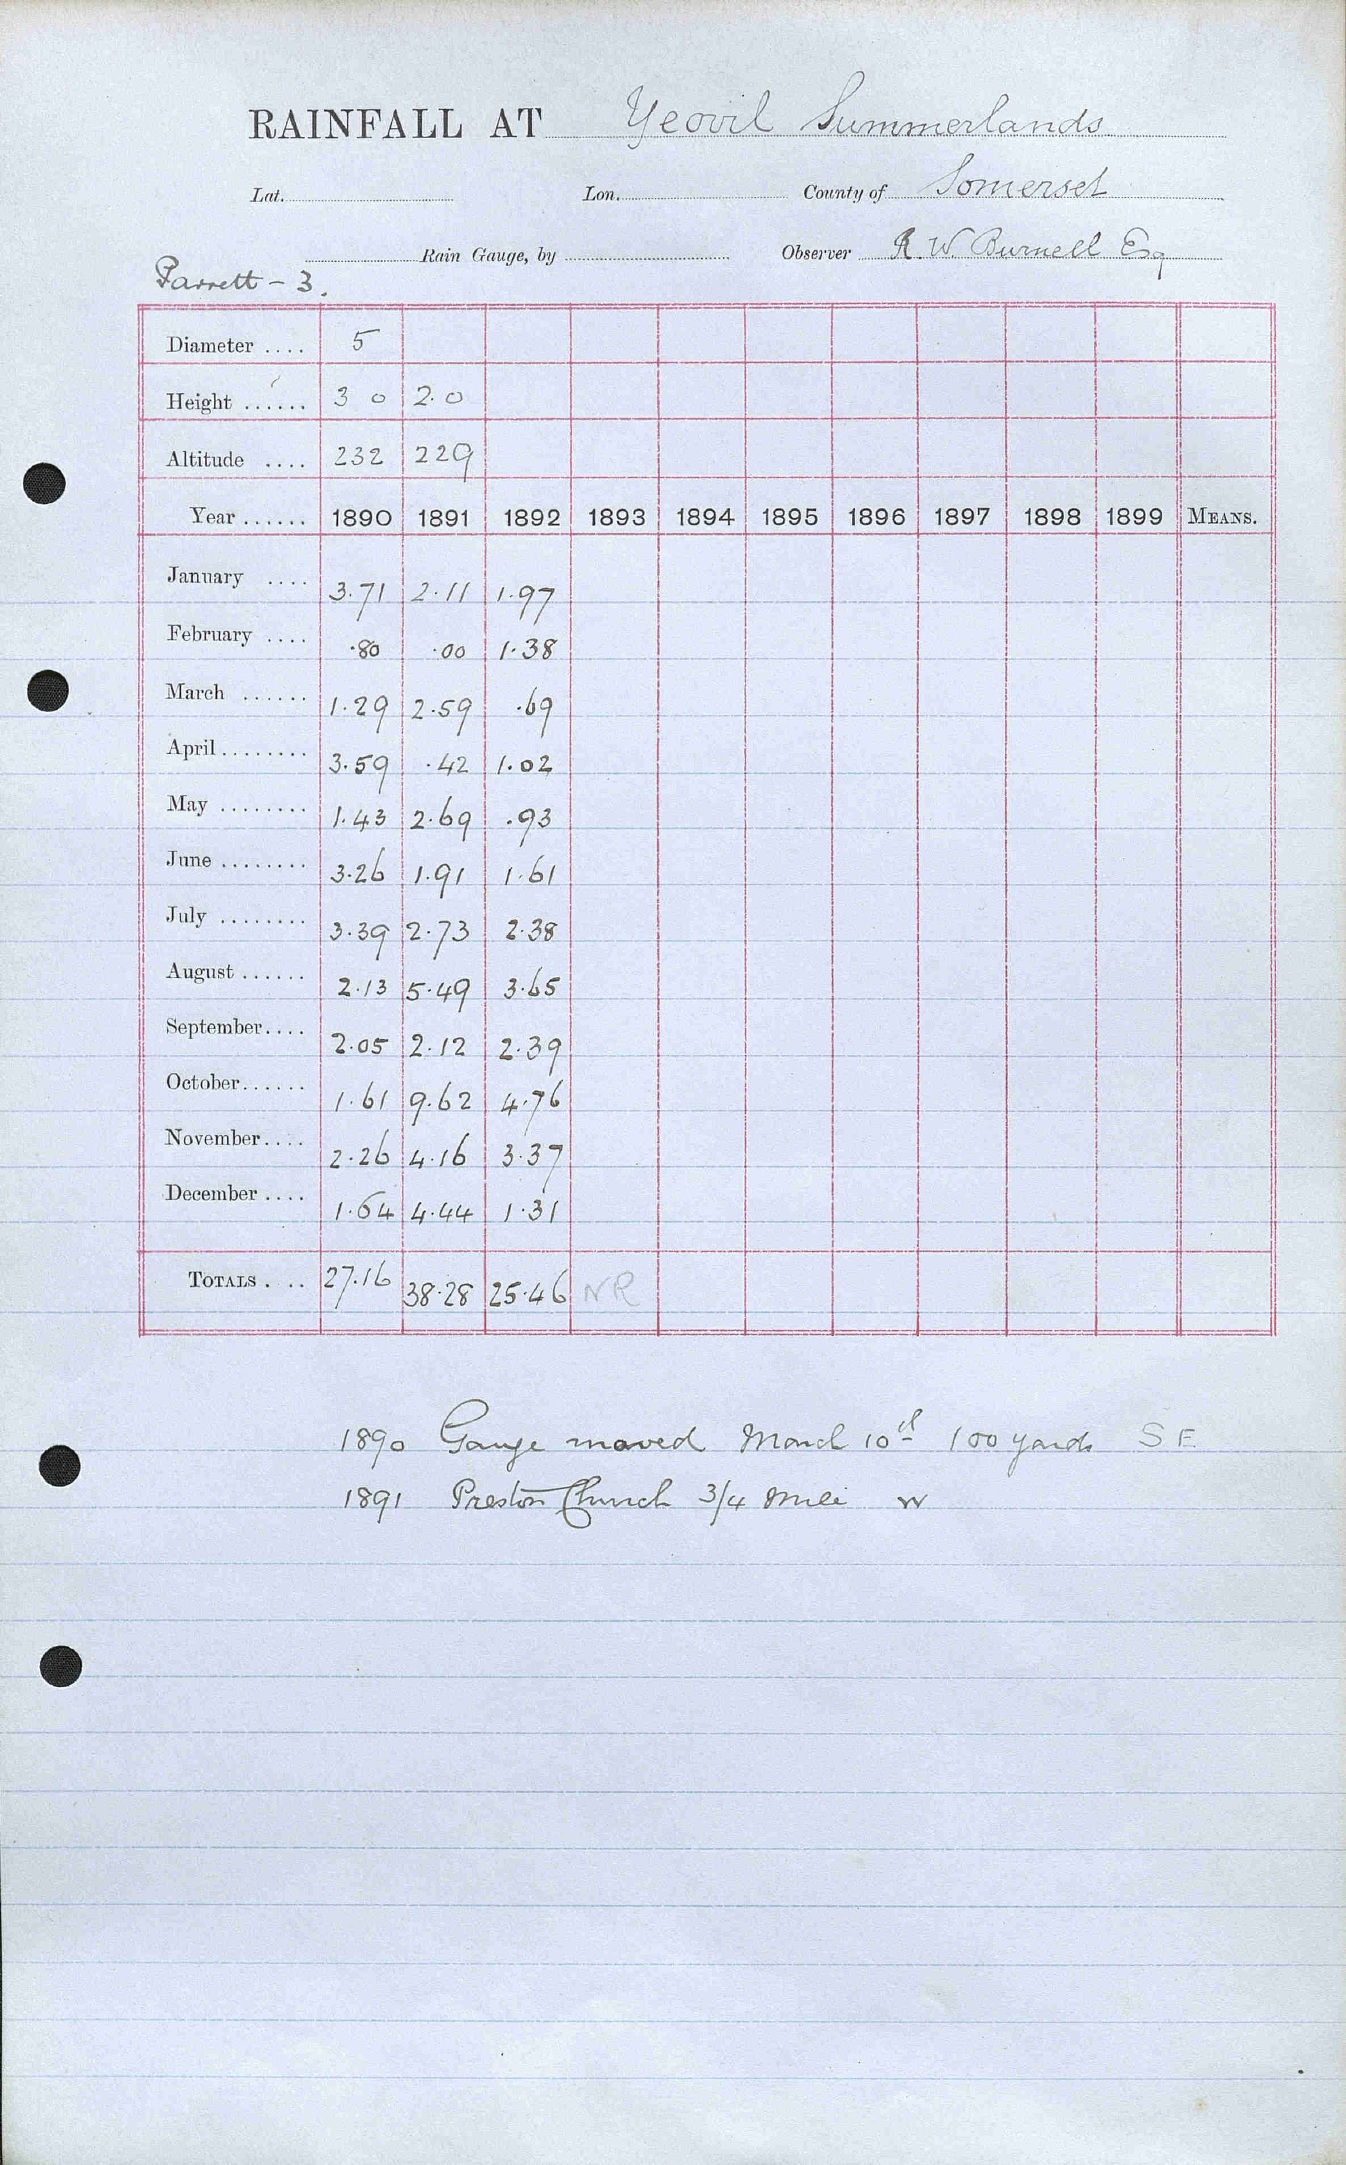 RAINFALL AT Yeovil Summerlands
Lat. Lon. County of Somerset
Rain Gauge, by Observer R. W. Burnell Esq
Parrett - 3.
Diameter .... 5
Height ...... 3 0 2.0
Altitude .... 232 229
Year ...... 1890 1891 1892 1893 1894 1895 1896 1897 1898 1899 MEANS.
January .... 3.71 2.11 1.97
February .... .80 .00 1.38
March ...... 1.29 2.59 .69
April ........ 3.59 .42 1.02
May ........ 1.43 2.69 .93
June ........ 3.26 1.91 1.61
July ........ 3.39 2.73 2.38
August ...... 2.13 5.49 3.65
September.... 2.05 2.12 2.39
October...... 1.61 9.62 4.76
November.... 2.26 4.16 3.37
December .... 1.64 4.44 1.31
TOTALS . .. 27.16 38.28 25.46 NR
1890 Gauge moved March 10th 100 yards S E
1891 Preston Church 3/4 mile W